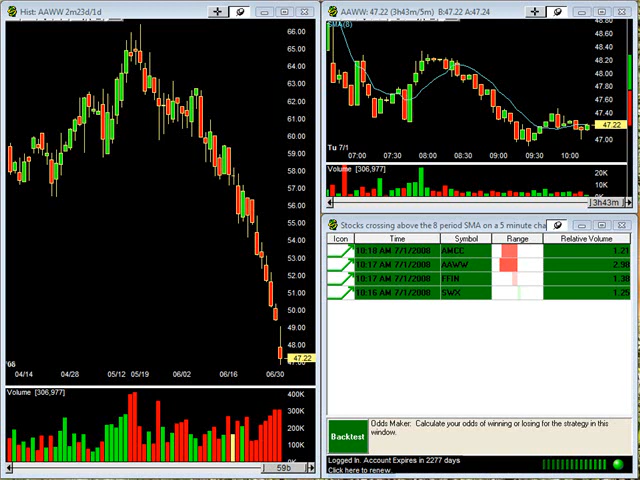 Hist: AAWW 2m23d/1d
66.00
65.00
64.00
62.00
61.00
60.00
59.00
58.00
57.00
56.00
54.00
53.00
52.00
51.00
50.00
49.00
48.00
47.22
'08
04/14 04/28 05/12 05/19 06/02 06/16 06/30
Volume [306,977]
400K
300K
200K
100K
0K
59b
AAWW: 47.22 (3h43m/5m) B:47.22 A:47.24
SMA(8)
48.80
48.60
48.40
48.20
48.00
47.80
47.60
47.40
47.22
47.00
Tu 7/1
07:00 07:30 08:00 08:30 09:00 09:30 10:00
Volume [306,977]
20K
10K
0K
3h43m
Stocks crossing above the 8 period SMA on a 5 minute cha
Icon Time Symbol Range Relative Volume
10:18 AM 7/1/2008 AMCC 1.21
10:17 AM 7/1/2008 AAWW 2.98
10:17 AM 7/1/2008 FFIN 1.38
10:16 AM 7/1/2008 SWX 1.25
Backtest
Odds Maker: Calculate your odds of winning or losing for the strategy in this
window.
Logged In. Account Expires in 2277 days
Click here to renew.